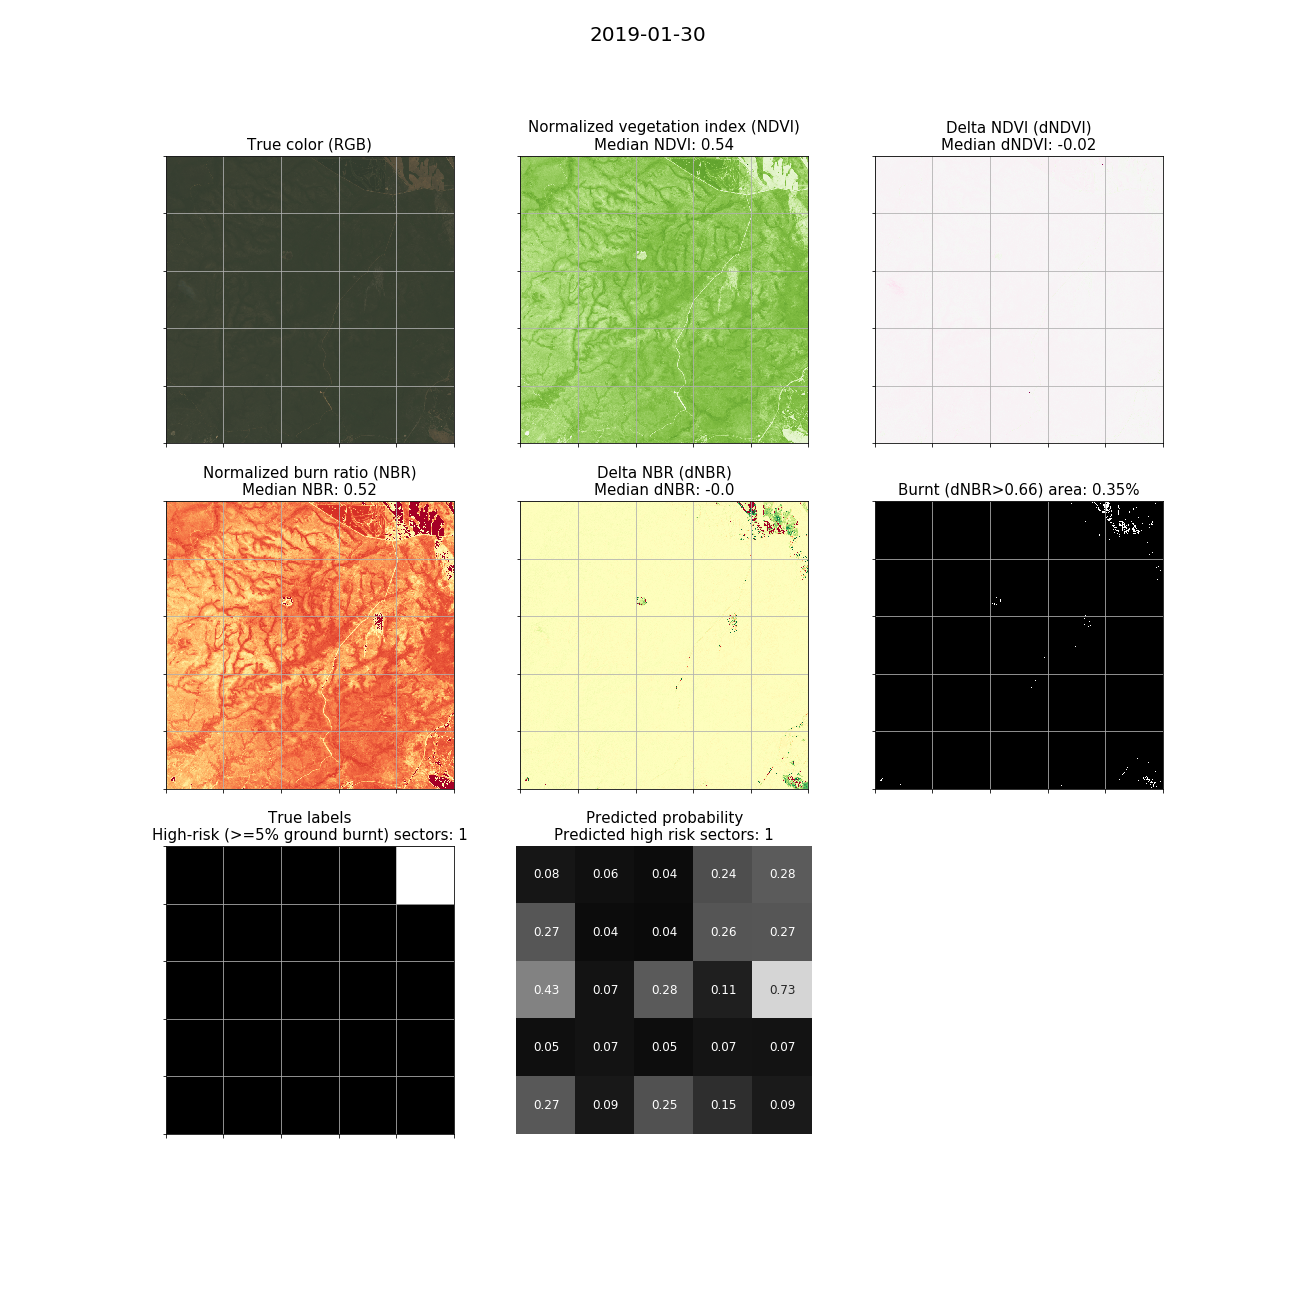 2019-01-30
True color (RGB)
Normalized vegetation index (NDVI)
Median NDVI: 0.54
Delta NDVI (dNDVI)
Median dNDVI: -0.02
Normalized burn ratio (NBR)
Median NBR: 0.52
Delta NBR (dNBR)
Median dNBR: -0.0
Burnt (dNBR>0.66) area: 0.35%
True labels
High-risk (>=5% ground burnt) sectors: 1
Predicted probability
Predicted high risk sectors: 1
0.08 0.06 0.04 0.24 0.28
0.27 0.04 0.04 0.26 0.27
0.43 0.07 0.28 0.11 0.73
0.05 0.07 0.05 0.07 0.07
0.27 0.09 0.25 0.15 0.09